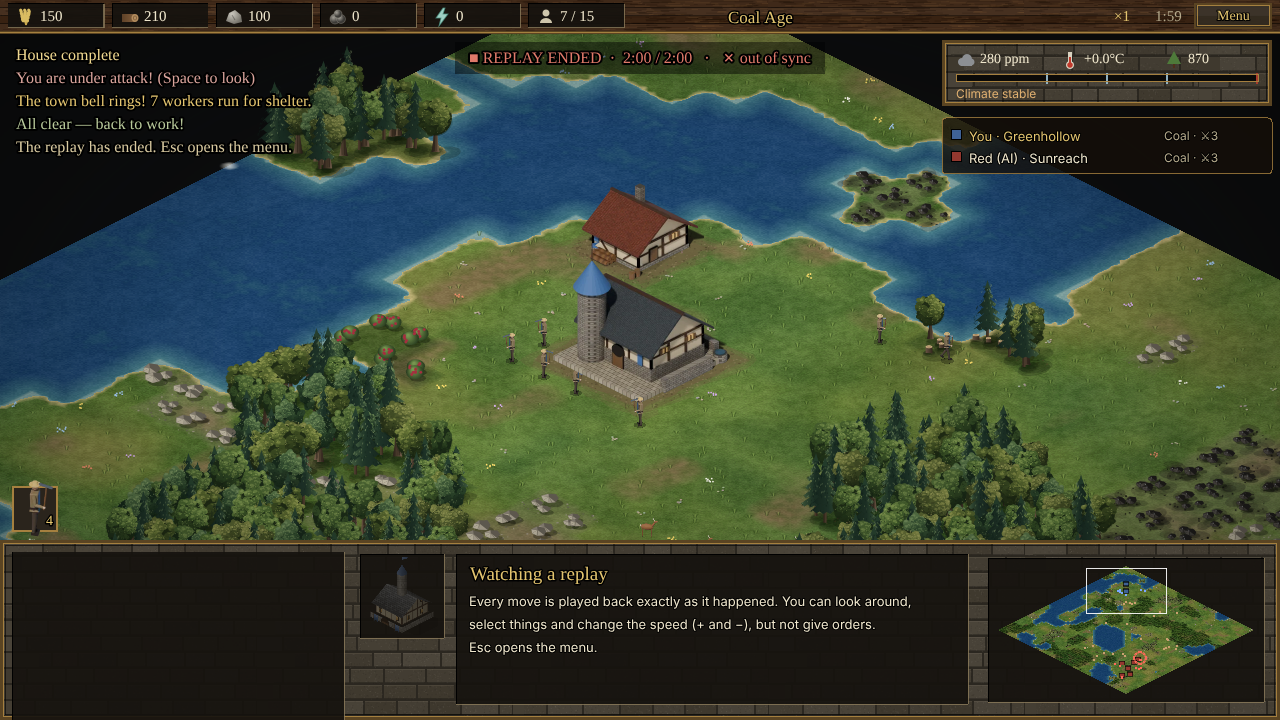 150
210
100
0
0
7 / 15
Coal Age
×1
1:59
Menu
House complete
You are under attack! (Space to look)
The town bell rings! 7 workers run for shelter.
All clear — back to work!
The replay has ended. Esc opens the menu.
■ REPLAY ENDED · 2:00 / 2:00 · ✕ out of sync
280 ppm
+0.0°C
870
Climate stable
You · Greenhollow
Coal · ⚔3
Red (AI) · Sunreach
Coal · ⚔3
4
Watching a replay
Every move is played back exactly as it happened. You can look around,
select things and change the speed (+ and −), but not give orders.
Esc opens the menu.